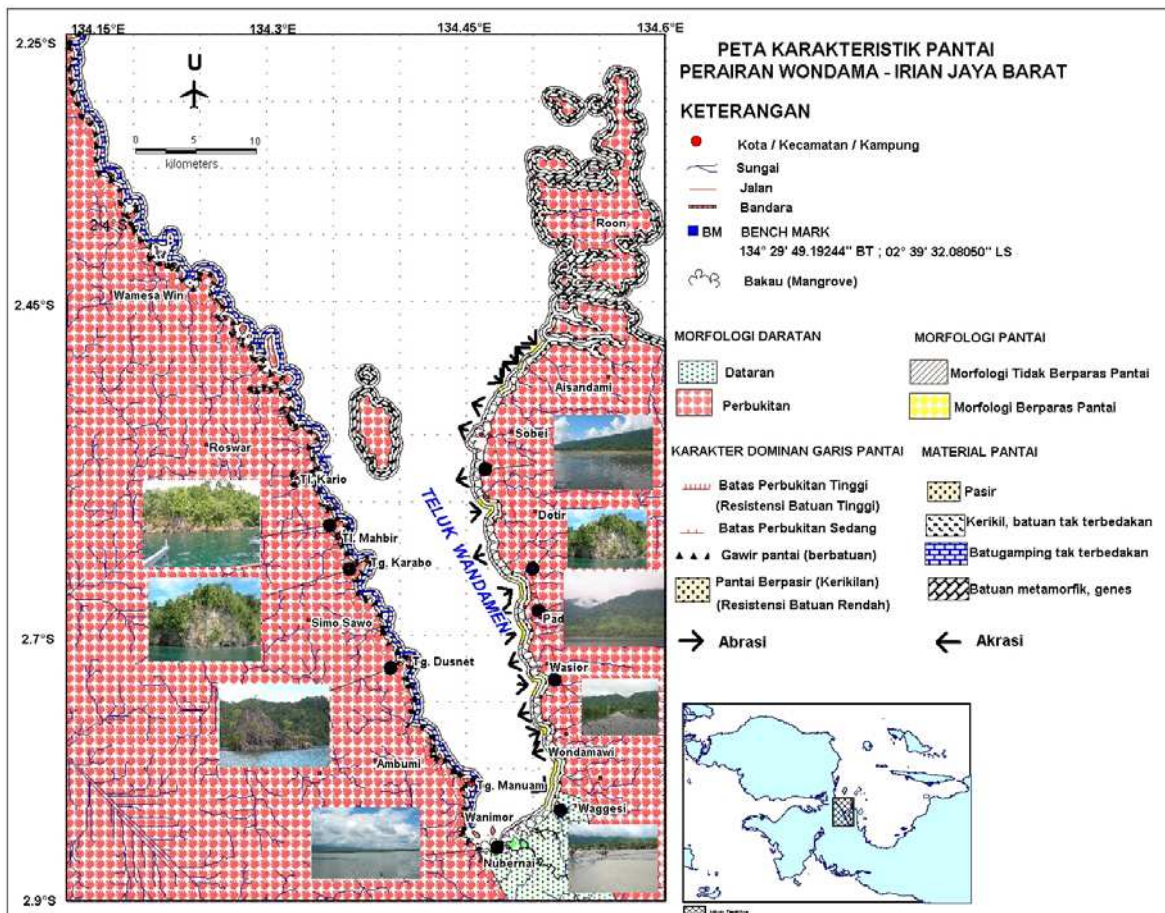 134.15°E
134.3°E
134.45°E
134.6°E
2.25°S
2.4°S
2.45°S
2.7°S
2.9°S
U
0 5 10
kilometers
Wamesa Win
Roon
Aisandami
Sobei
Roswar
Tl. Kario
Dotir
Tl. Mahbir
TELUK WANDAMEN
Tg. Karabo
Simo Sawo
Pad
Tg. Dusnet
Wasior
Wondamawi
Ambumi
Tg. Manuam
Wanimor
Waggesi
Nubernai
PETA KARAKTERISTIK PANTAI
PERAIRAN WONDAMA - IRIAN JAYA BARAT
KETERANGAN
Kota / Kecamatan / Kampung
Sungai
Jalan
Bandara
BM BENCH MARK
134° 29' 49.19244" BT ; 02° 39' 32.08050" LS
Bakau (Mangrove)
MORFOLOGI DARATAN
Dataran
Perbukitan
MORFOLOGI PANTAI
Morfologi Tidak Berparas Pantai
Morfologi Berparas Pantai
KARAKTER DOMINAN GARIS PANTAI
Batas Perbukitan Tinggi
(Resistensi Batuan Tinggi)
Batas Perbukitan Sedang
Gawir pantai (berbatuan)
Pantai Berpasir (Kerikilan)
(Resistensi Batuan Rendah)
Abrasi
MATERIAL PANTAI
Pasir
Kerikil, batuan tak terbedakan
Batugamping tak terbedakan
Batuan metamorfik, genes
Akrasi